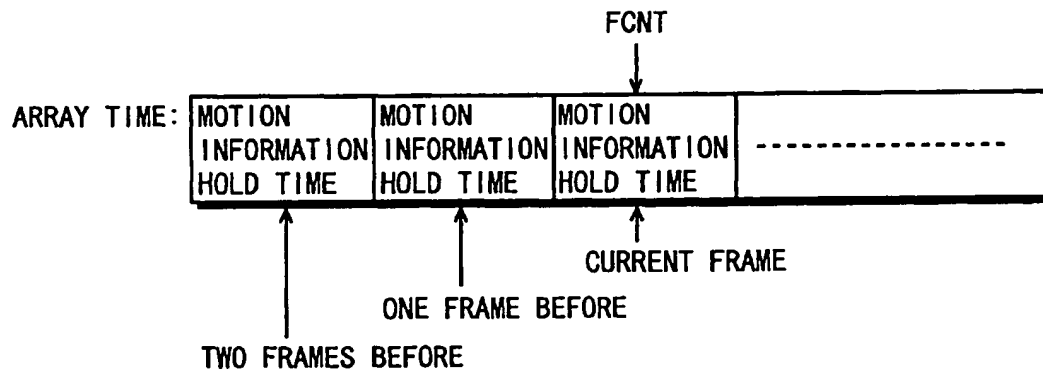 FCNT
ARRAY TIME:
MOTION
INFORMATION
HOLD TIME
MOTION
INFORMATION
HOLD TIME
MOTION
INFORMATION
HOLD TIME
CURRENT FRAME
ONE FRAME BEFORE
TWO FRAMES BEFORE